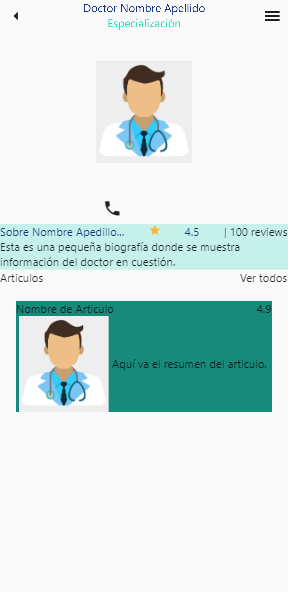 Doctor Nombre Apellido
Especialización
Sobre Nombre Apedillo... 4.5 | 100 reviews
Esta es una pequeña biografía donde se muestra
información del doctor en cuestión.
Articulos Ver todos
Nombre de Articulo 4.9
Aquí va el resumen del articulo.